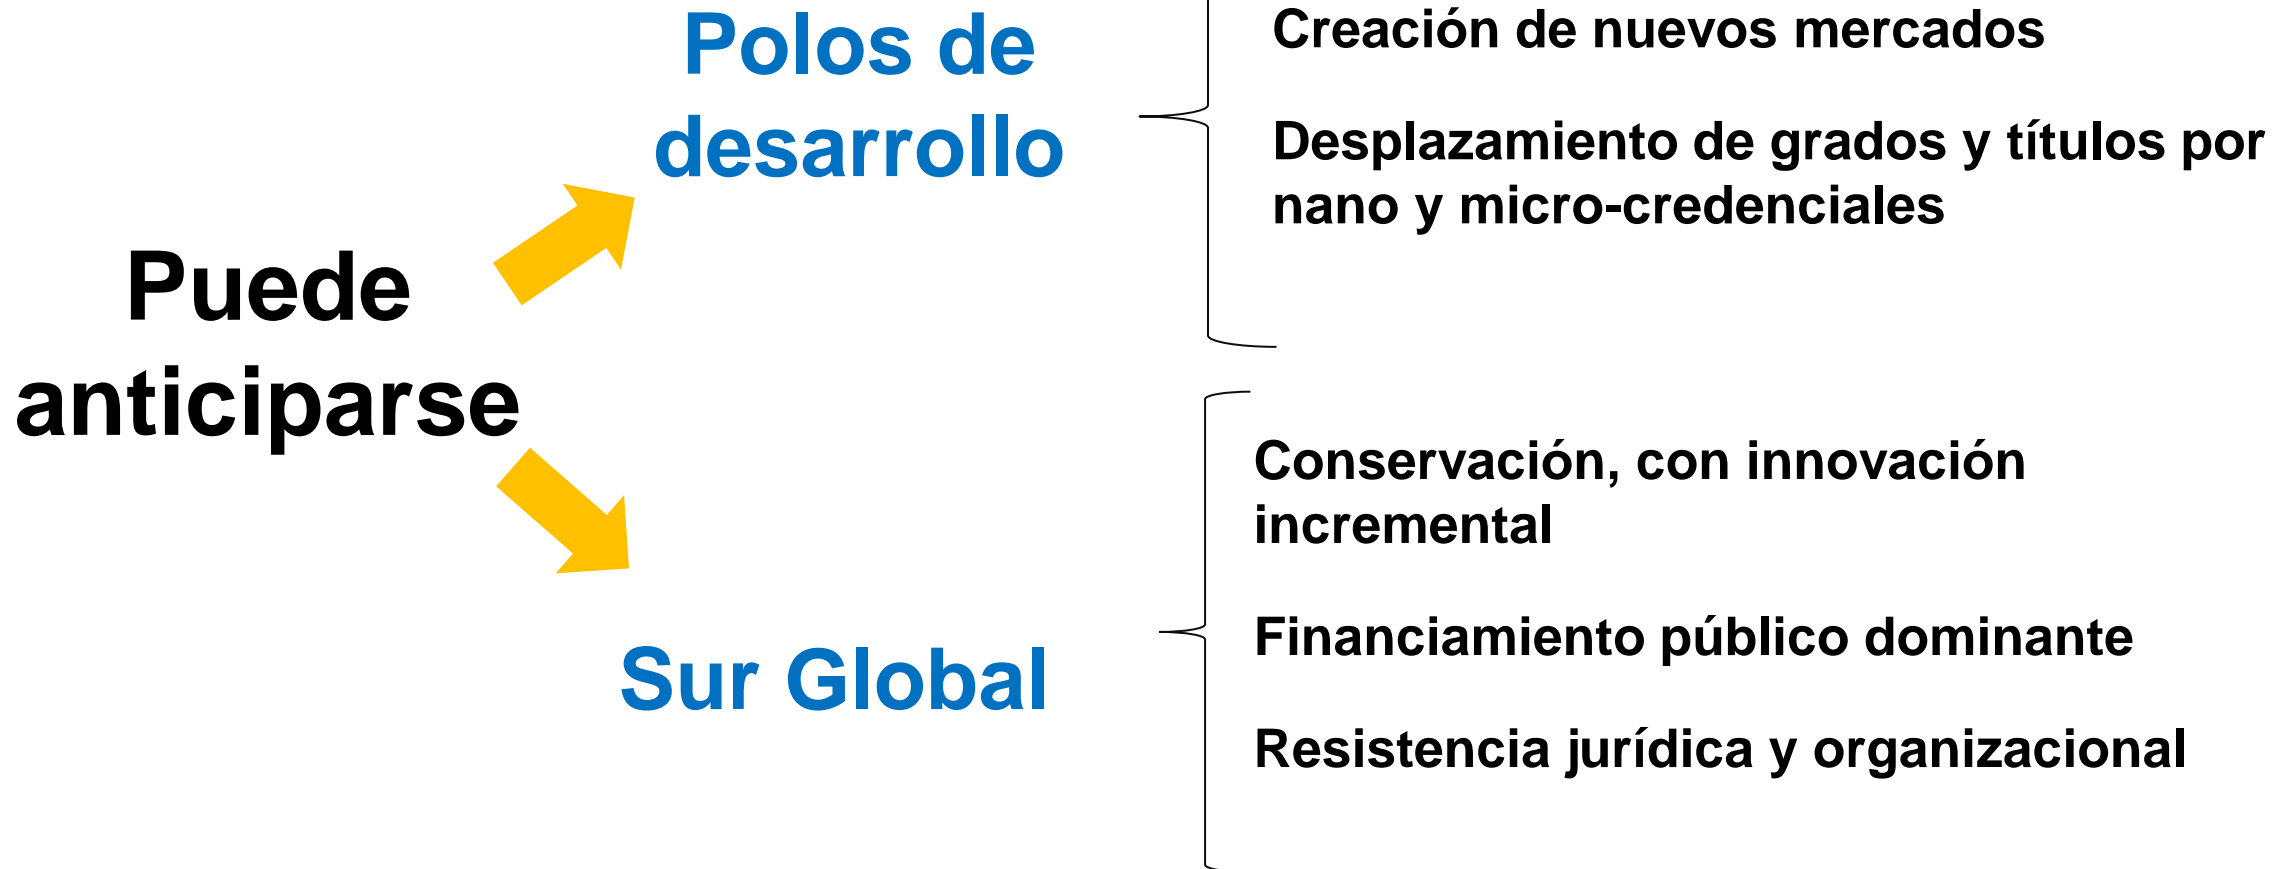 Puede
anticiparse
Polos de
desarrollo
Creación de nuevos mercados
Desplazamiento de grados y títulos por
nano y micro-credenciales
Sur Global
Conservación, con innovación
incremental
Financiamiento público dominante
Resistencia jurídica y organizacional